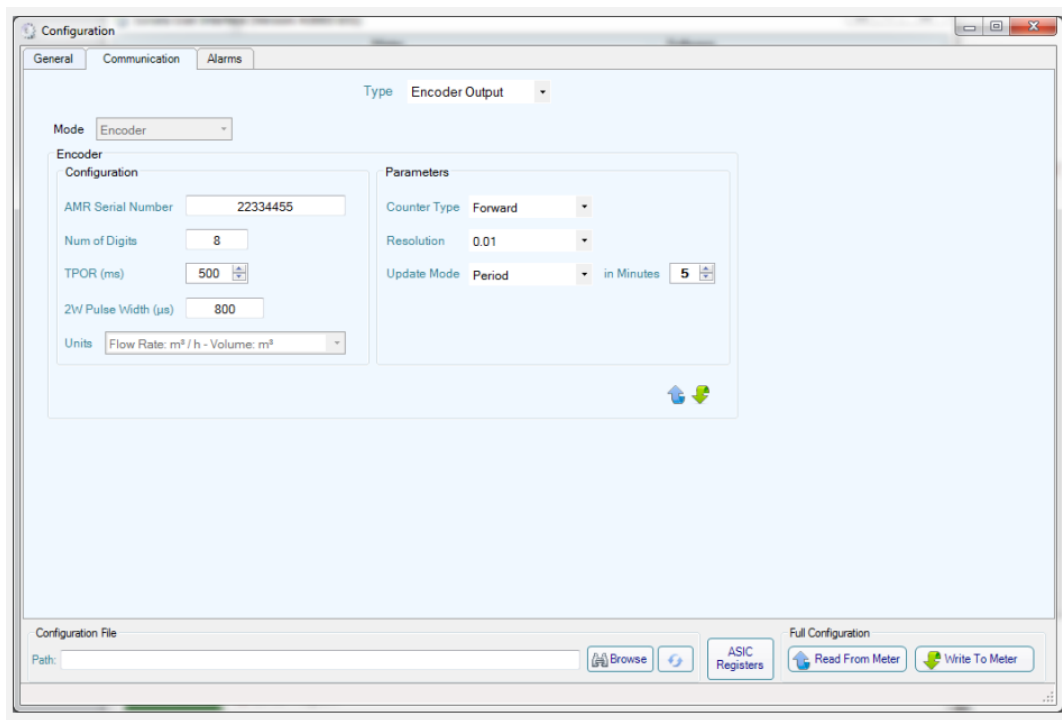 Configuration
General Communication Alarms
Type Encoder Output
Mode Encoder
Encoder
Configuration Parameters
AMR Serial Number 22334455 Counter Type Forward
Num of Digits 8 Resolution 0.01
TPOR (ms) 500 Update Mode Period in Minutes 5
2W Pulse Width (µs) 800
Units Flow Rate: m³ / h - Volume: m³
Configuration File Full Configuration
Path: Browse ASIC Registers Read From Meter Write To Meter